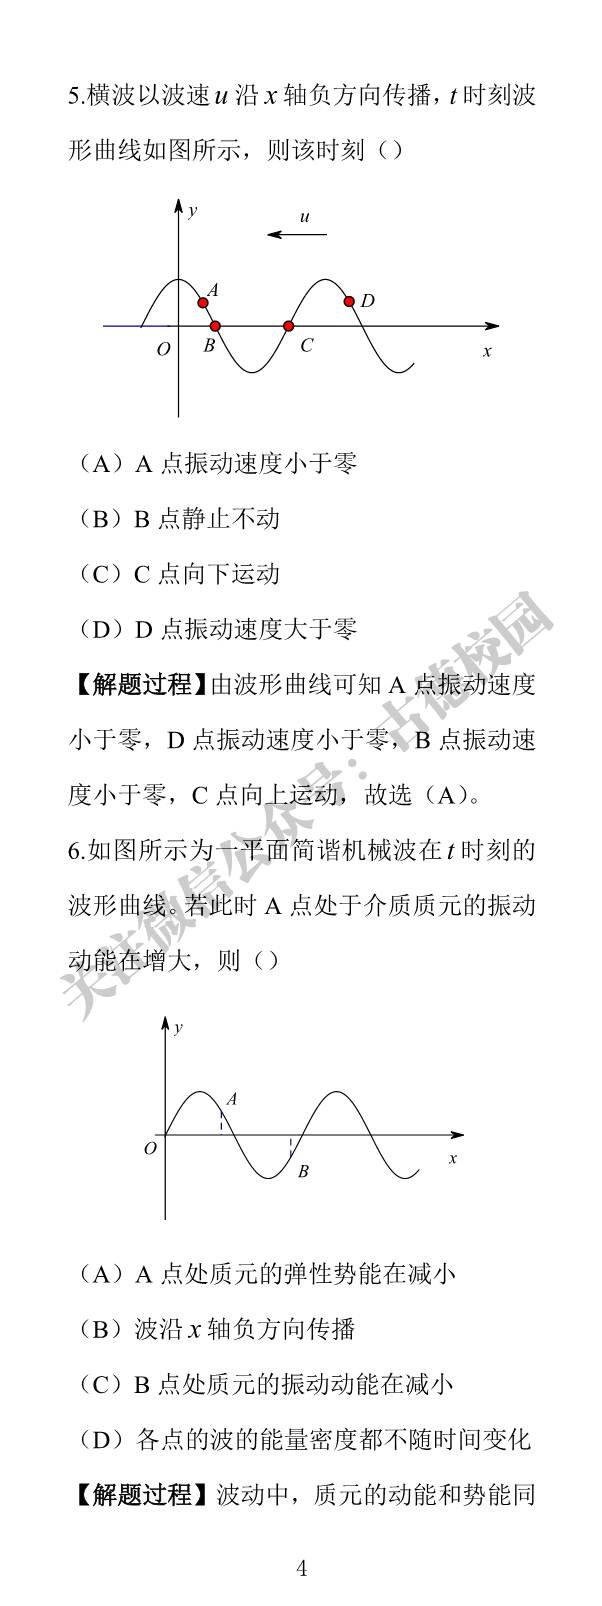 5.横波以波速u沿x轴负方向传播，t时刻波
形曲线如图所示，则该时刻（）
y
u
A
D
O
B
C
x
（A）A 点振动速度小于零
（B）B 点静止不动
（C）C 点向下运动
（D）D 点振动速度大于零
【解题过程】由波形曲线可知 A 点振动速度
小于零，D 点振动速度小于零，B 点振动速
度小于零，C 点向上运动，故选（A）。
6.如图所示为一平面简谐机械波在t时刻的
波形曲线。若此时 A 点处于介质质元的振动
动能在增大，则（）
y
A
O
B
x
（A）A 点处质元的弹性势能在减小
（B）波沿x轴负方向传播
（C）B 点处质元的振动动能在减小
（D）各点的波的能量密度都不随时间变化
【解题过程】波动中，质元的动能和势能同
4
关注微信公众号：古德校园